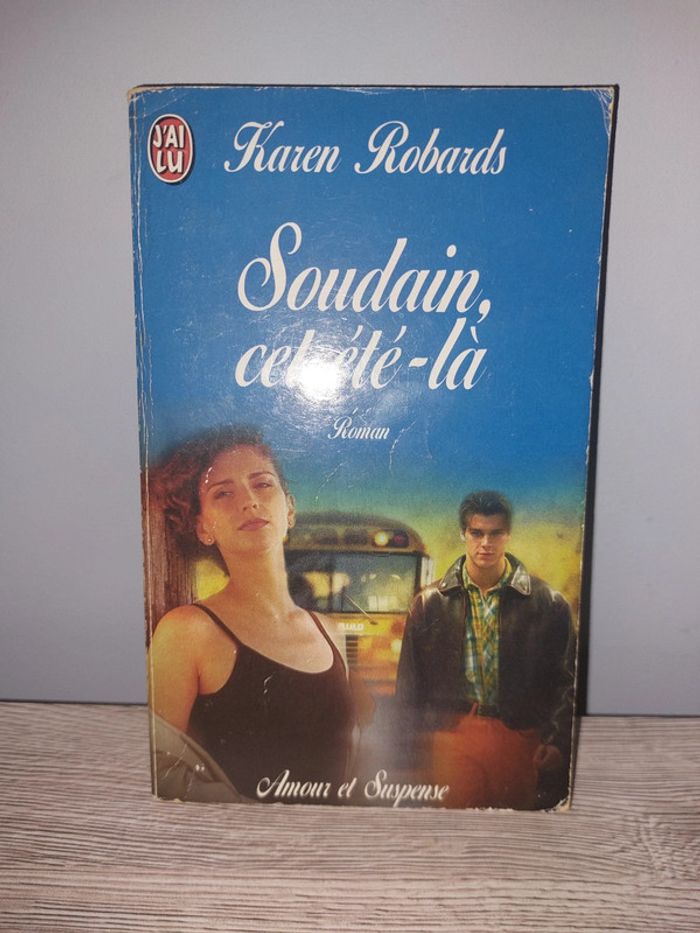 J'AI
LU
Karen Robards
Soudain,
cet été-là
Roman
Amour et Suspense